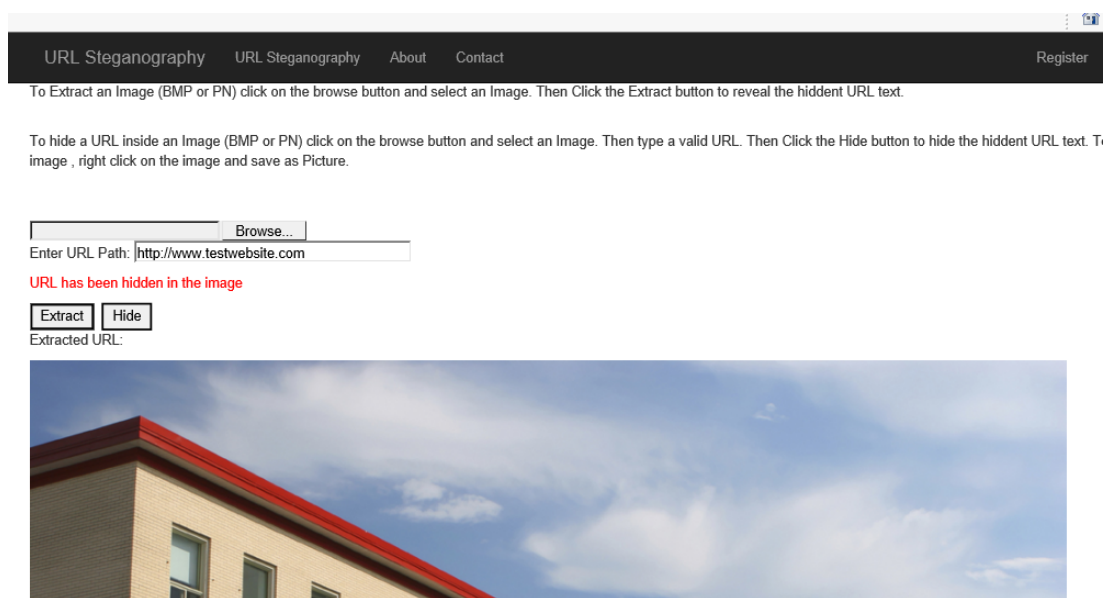 URL Steganography URL Steganography About Contact Register
To Extract an Image (BMP or PN) click on the browse button and select an Image. Then Click the Extract button to reveal the hiddent URL text.
To hide a URL inside an Image (BMP or PN) click on the browse button and select an Image. Then type a valid URL. Then Click the Hide button to hide the hiddent URL text.
image , right click on the image and save as Picture.
Browse...
Enter URL Path: http://www.testwebsite.com
URL has been hidden in the image
Extract Hide
Extracted URL: